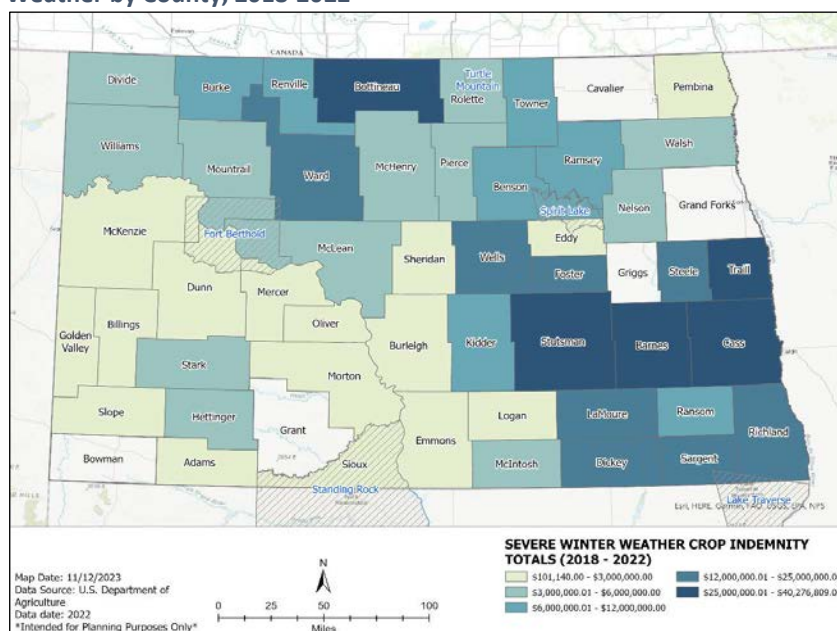 Weather by County, 2018-2022
CANADA
Divide
Burke
Renville
Bottineau
Turtle
Mountain
Rolette
Towner
Cavalier
Pembina
Williams
Mountrail
Ward
McHenry
Pierce
Benson
Ramsey
Walsh
Spirit Lake
Nelson
Grand Forks
McKenzie
Fort Berthold
McLean
Sheridan
Wells
Eddy
Foster
Griggs
Steele
Traill
Dunn
Mercer
Oliver
Golden
Valley
Billings
Burleigh
Kidder
Stutsman
Barnes
Cass
Stark
Morton
Slope
Hettinger
Grant
Emmons
Logan
LaMoure
Ransom
Richland
Bowman
Adams
Sioux
McIntosh
Dickey
Sargent
Standing Rock
Lake Traverse
Esri, HERE, Garmin, FAO, USGS, EPA, NPS
Map Date: 11/12/2023
Data Source: U.S. Department of
Agriculture
Data date: 2022
*Intended for Planning Purposes Only*
N
0 25 50 100
Miles
SEVERE WINTER WEATHER CROP INDEMNITY
TOTALS (2018 - 2022)
$101,140.00 - $3,000,000.00
$3,000,000.01 - $6,000,000.00
$6,000,000.01 - $12,000,000.00
$12,000,000.01 - $25,000,000.00
$25,000,000.01 - $40,276,809.0